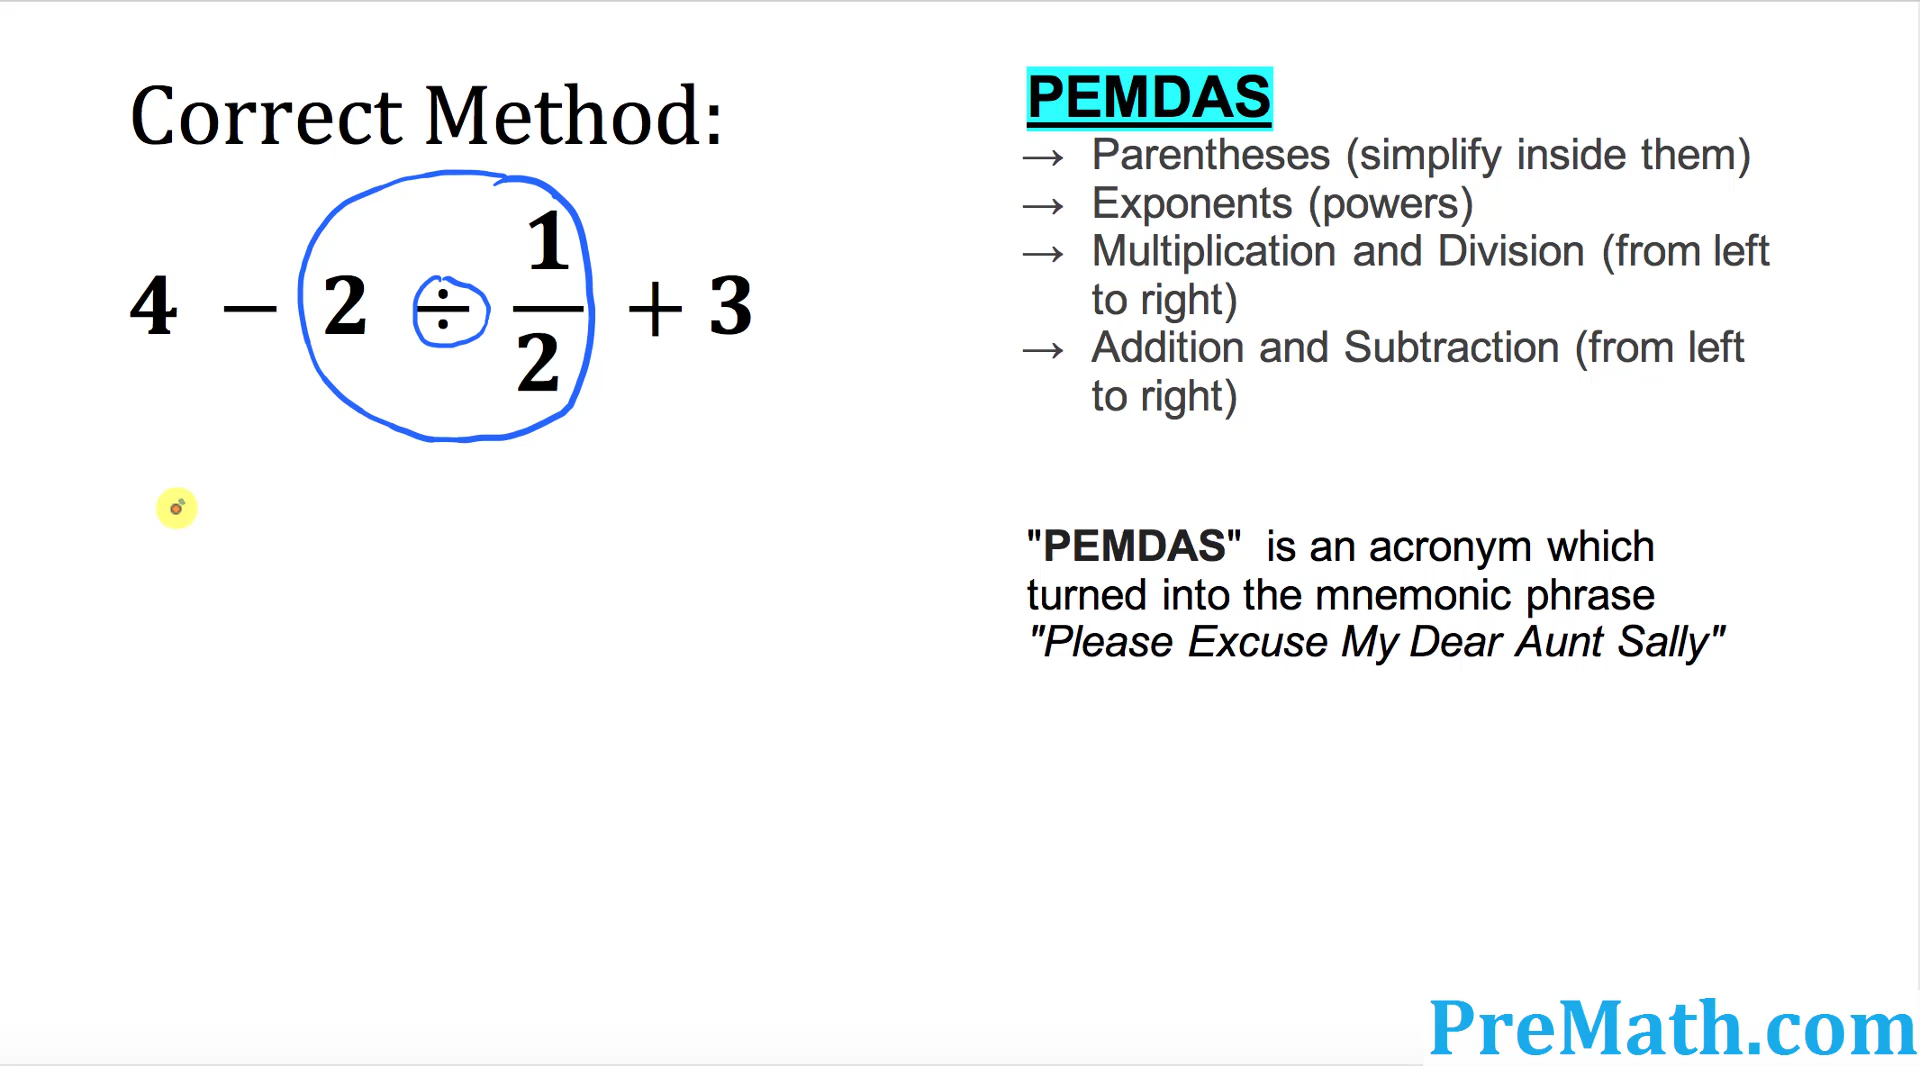 Correct Method:
4 − 2 ÷ 1/2 + 3
PEMDAS
→ Parentheses (simplify inside them)
→ Exponents (powers)
→ Multiplication and Division (from left
to right)
→ Addition and Subtraction (from left
to right)
"PEMDAS" is an acronym which
turned into the mnemonic phrase
"Please Excuse My Dear Aunt Sally"
PreMath.com